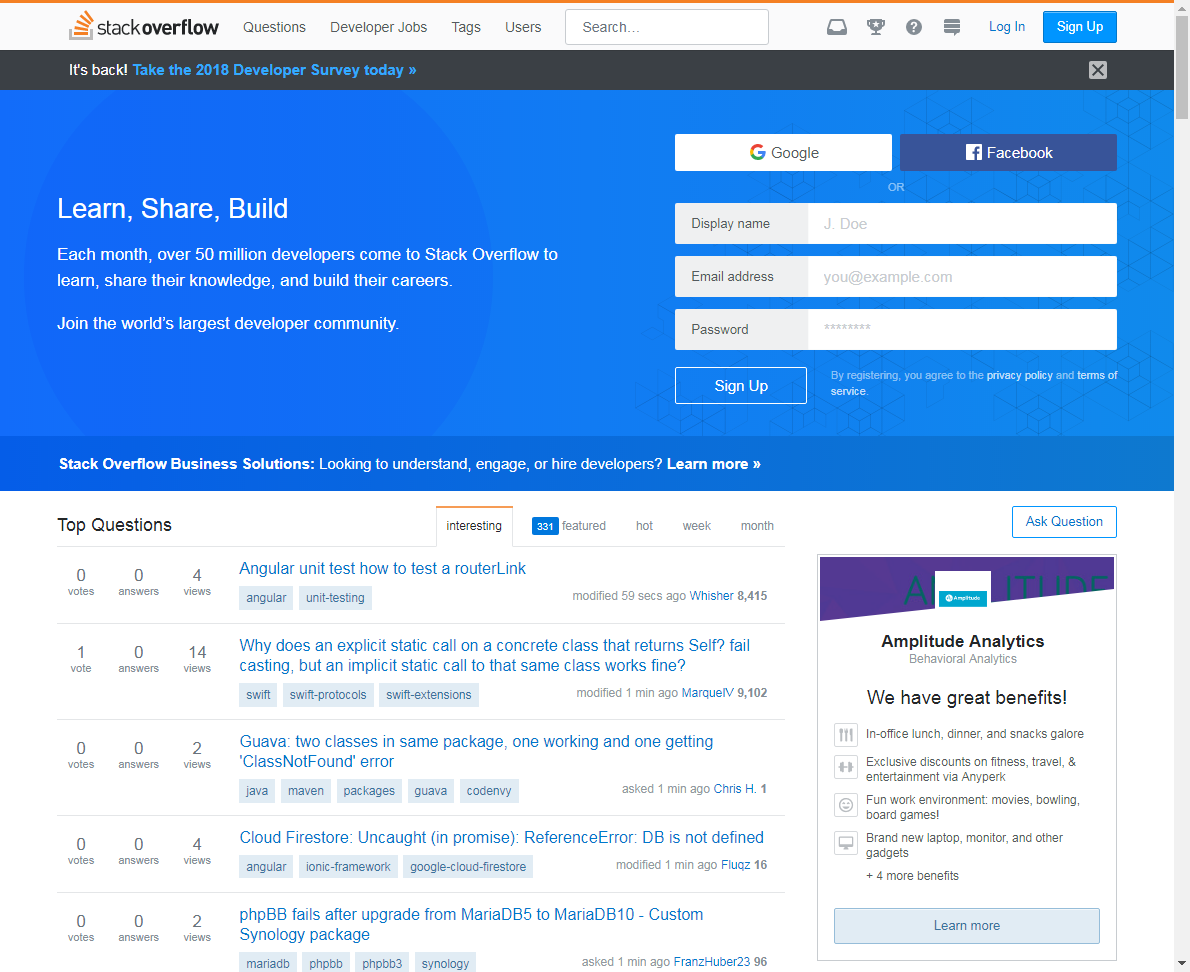 stackoverflow Questions Developer Jobs Tags Users Search... Log In Sign Up
It's back! Take the 2018 Developer Survey today »
Google Facebook
OR
Learn, Share, Build
Each month, over 50 million developers come to Stack Overflow to
learn, share their knowledge, and build their careers.
Join the world’s largest developer community.
Display name J. Doe
Email address you@example.com
Password ********
Sign Up
By registering, you agree to the privacy policy and terms of
service.
Stack Overflow Business Solutions: Looking to understand, engage, or hire developers? Learn more »
Top Questions interesting 331 featured hot week month
Ask Question
0 votes 0 answers 4 views
Angular unit test how to test a routerLink
angular unit-testing
modified 59 secs ago Whisher 8,415
1 vote 0 answers 14 views
Why does an explicit static call on a concrete class that returns Self? fail
casting, but an implicit static call to that same class works fine?
swift swift-protocols swift-extensions
modified 1 min ago MarqueIV 9,102
0 votes 0 answers 2 views
Guava: two classes in same package, one working and one getting
'ClassNotFound' error
java maven packages guava codenvy
asked 1 min ago Chris H. 1
0 votes 0 answers 4 views
Cloud Firestore: Uncaught (in promise): ReferenceError: DB is not defined
angular ionic-framework google-cloud-firestore
modified 1 min ago Fluqz 16
0 votes 0 answers 2 views
phpBB fails after upgrade from MariaDB5 to MariaDB10 - Custom
Synology package
mariadb phpbb phpbb3 synology
asked 1 min ago FranzHuber23 96
Amplitude
Amplitude Analytics
Behavioral Analytics
We have great benefits!
In-office lunch, dinner, and snacks galore
Exclusive discounts on fitness, travel, &
entertainment via Anyperk
Fun work environment: movies, bowling,
board games!
Brand new laptop, monitor, and other
gadgets
+ 4 more benefits
Learn more